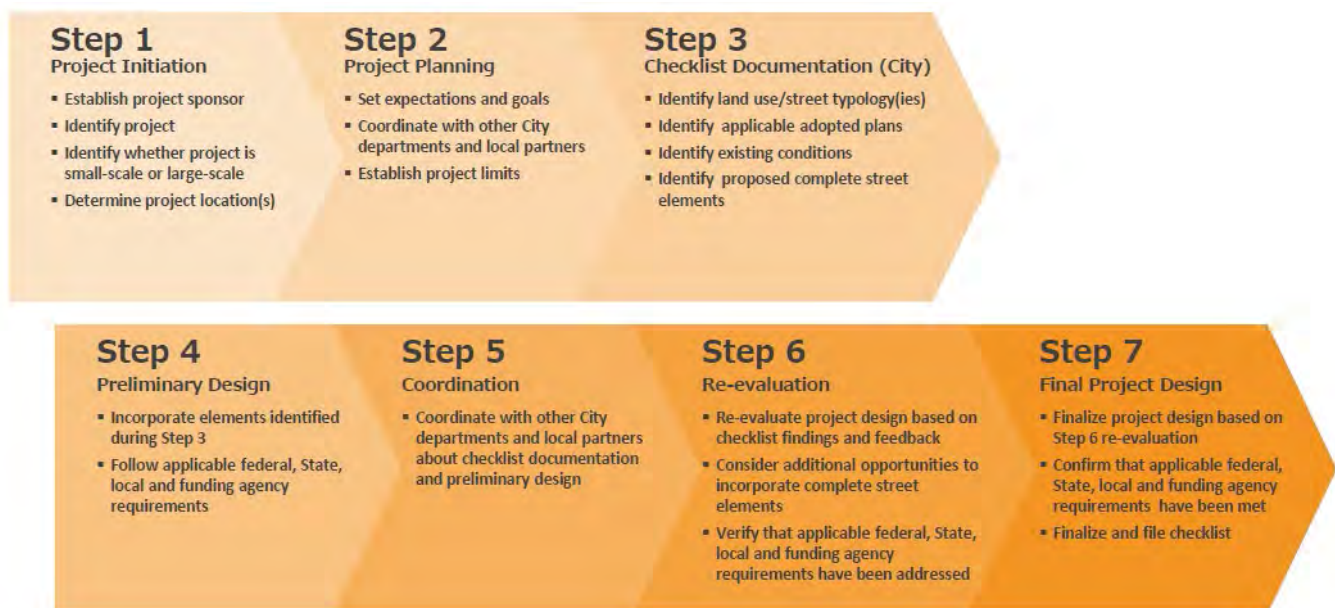 Step 1
Project Initiation
▪ Establish project sponsor
▪ Identify project
▪ Identify whether project is
small-scale or large-scale
▪ Determine project location(s)
Step 2
Project Planning
▪ Set expectations and goals
▪ Coordinate with other City
departments and local partners
▪ Establish project limits
Step 3
Checklist Documentation (City)
▪ Identify land use/street typology(ies)
▪ Identify applicable adopted plans
▪ Identify existing conditions
▪ Identify proposed complete street
elements
Step 4
Preliminary Design
▪ Incorporate elements identified
during Step 3
▪ Follow applicable federal, State,
local and funding agency
requirements
Step 5
Coordination
▪ Coordinate with other City
departments and local partners
about checklist documentation
and preliminary design
Step 6
Re-evaluation
▪ Re-evaluate project design based on
checklist findings and feedback
▪ Consider additional opportunities to
incorporate complete street
elements
▪ Verify that applicable federal, State,
local and funding agency
requirements have been addressed
Step 7
Final Project Design
▪ Finalize project design based on
Step 6 re-evaluation
▪ Confirm that applicable federal,
State, local and funding agency
requirements have been met
▪ Finalize and file checklist